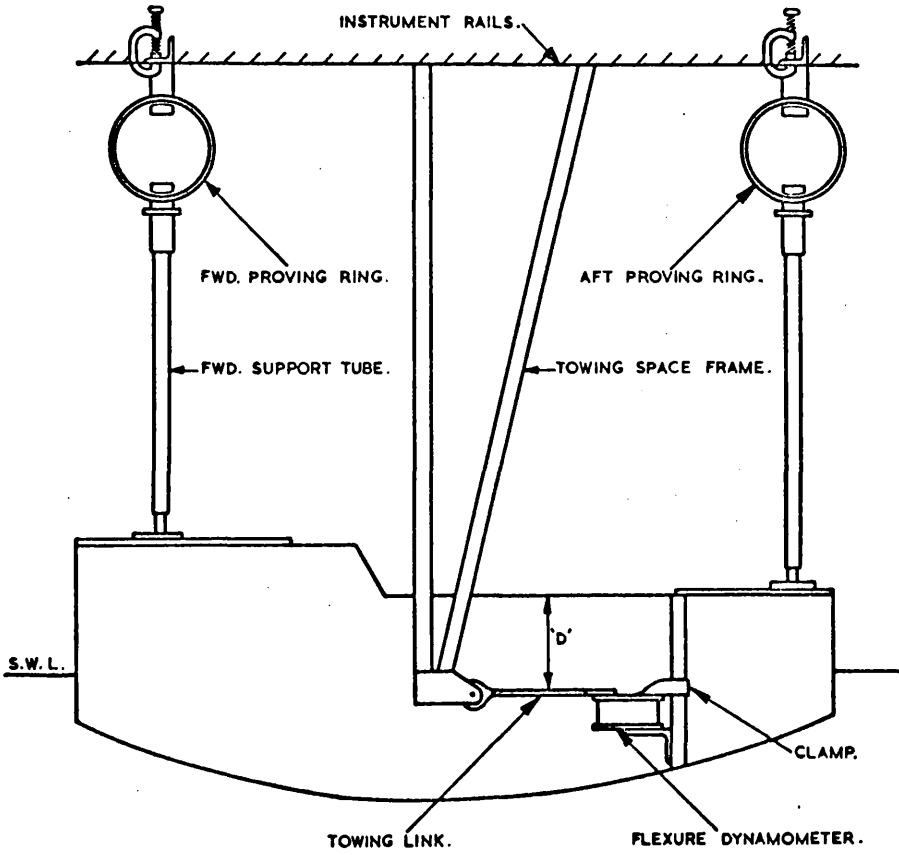 INSTRUMENT RAILS.
FWD. PROVING RING.
AFT PROVING RING.
FWD. SUPPORT TUBE.
TOWING SPACE FRAME.
'D'
S.W.L.
CLAMP.
TOWING LINK.
FLEXURE DYNAMOMETER.